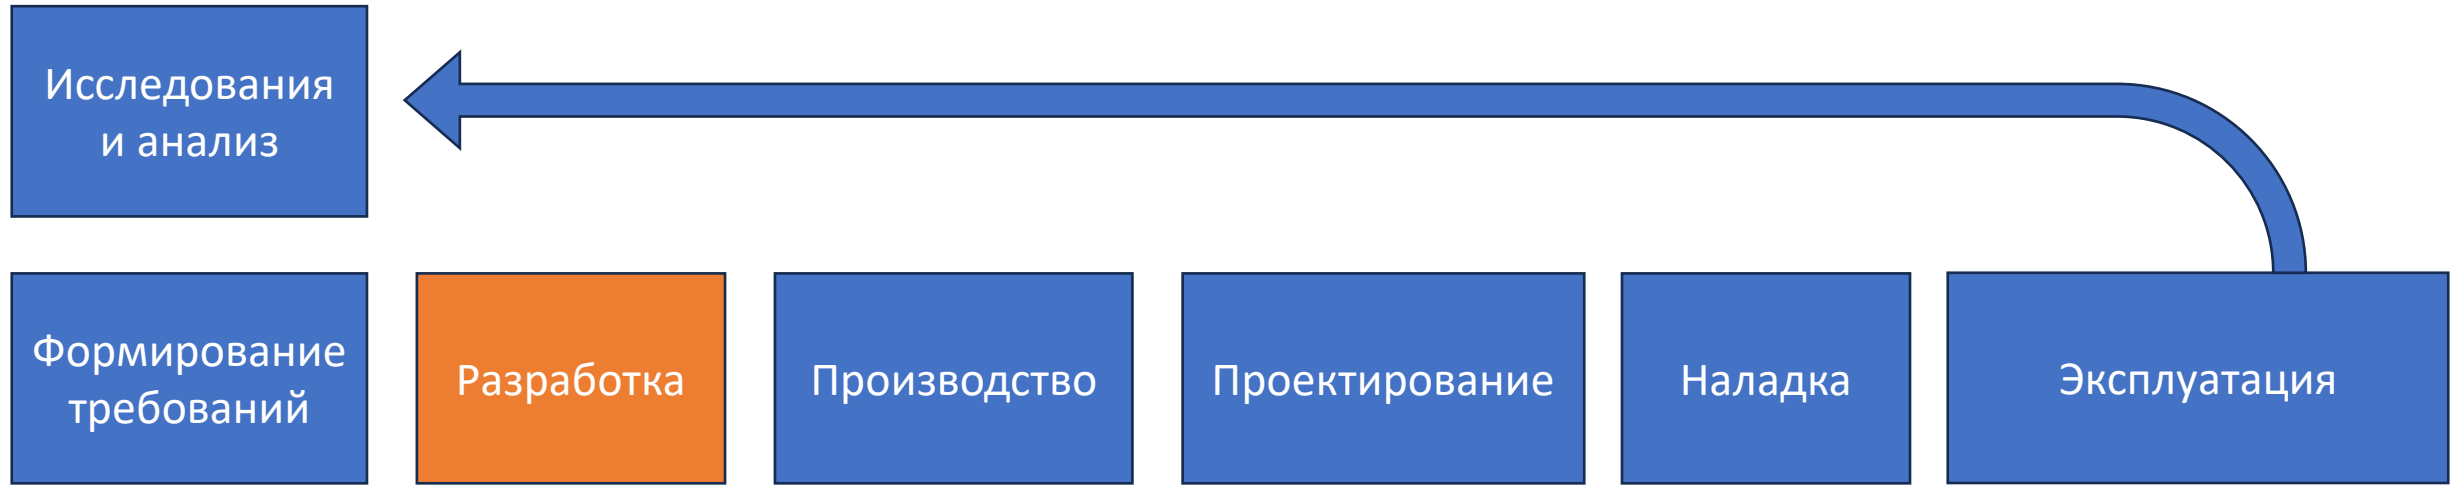 Исследования
и анализ
Формирование
требований
Разработка
Производство
Проектирование
Наладка
Эксплуатация